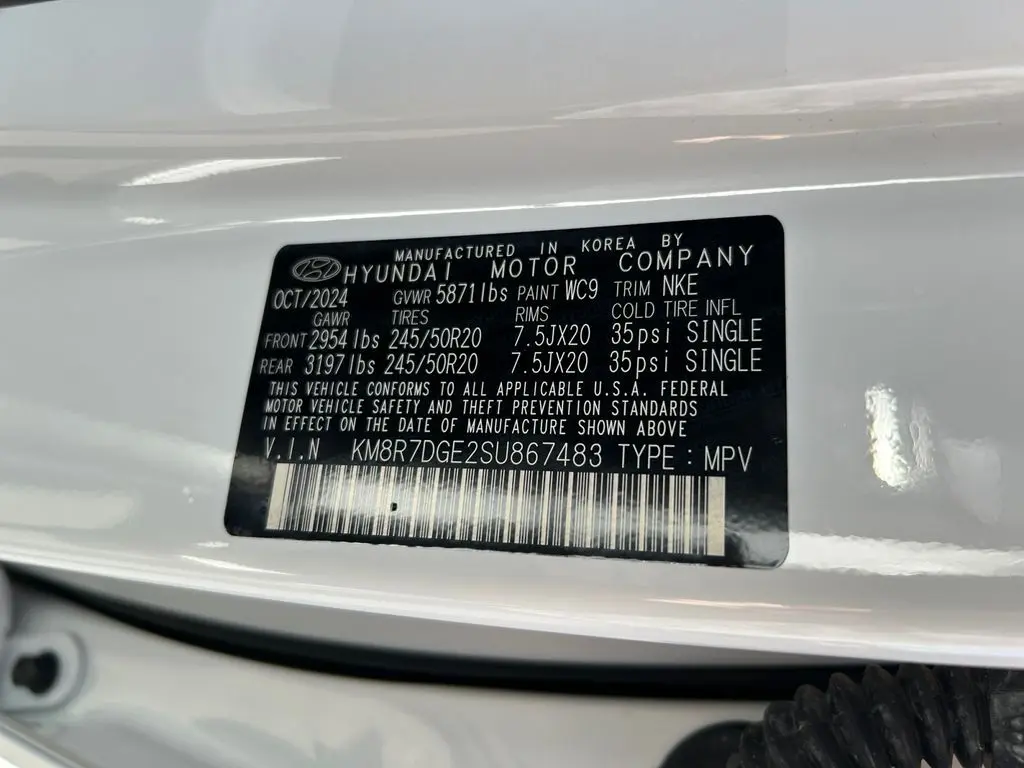 MANUFACTURED IN KOREA BY
HYUNDAI MOTOR COMPANY
OCT/2024 GVWR 5871lbs PAINT WC9 TRIM NKE
GAWR TIRES RIMS COLD TIRE INFL
FRONT 2954lbs 245/50R20 7.5JX20 35psi SINGLE
REAR 3197lbs 245/50R20 7.5JX20 35psi SINGLE
THIS VEHICLE CONFORMS TO ALL APPLICABLE U.S.A. FEDERAL
MOTOR VEHICLE SAFETY AND THEFT PREVENTION STANDARDS
IN EFFECT ON THE DATE OF MANUFACTURE SHOWN ABOVE
V.I.N KM8R7DGE2SU867483 TYPE : MPV